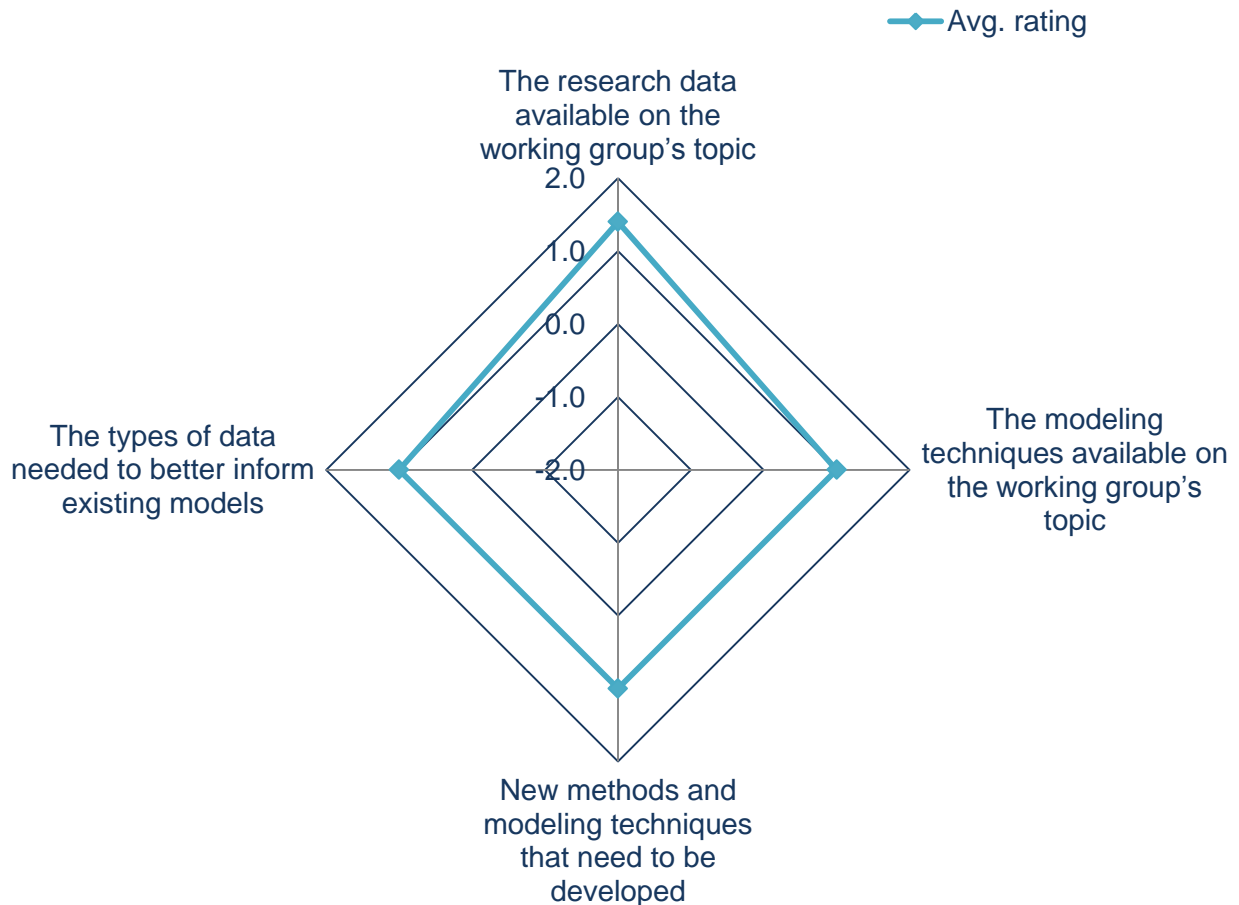 Avg. rating
The research data
available on the
working group’s topic
2.0
1.0
0.0
-1.0
-2.0
The modeling
techniques available on
the working group’s
topic
The types of data
needed to better inform
existing models
New methods and
modeling techniques
that need to be
developed